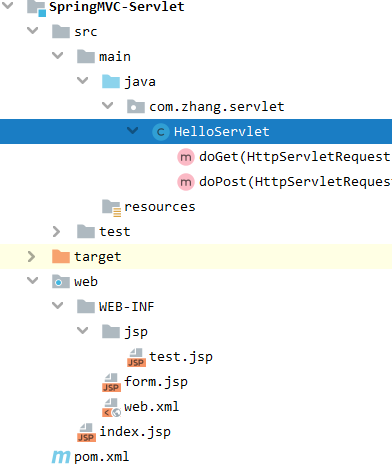 SpringMVC-Servlet
src
main
java
com.zhang.servlet
C HelloServlet
m doGet(HttpServletRequest
m doPost(HttpServletRequest
resources
test
target
web
WEB-INF
jsp
JSP test.jsp
JSP form.jsp
web.xml
JSP index.jsp
m pom.xml